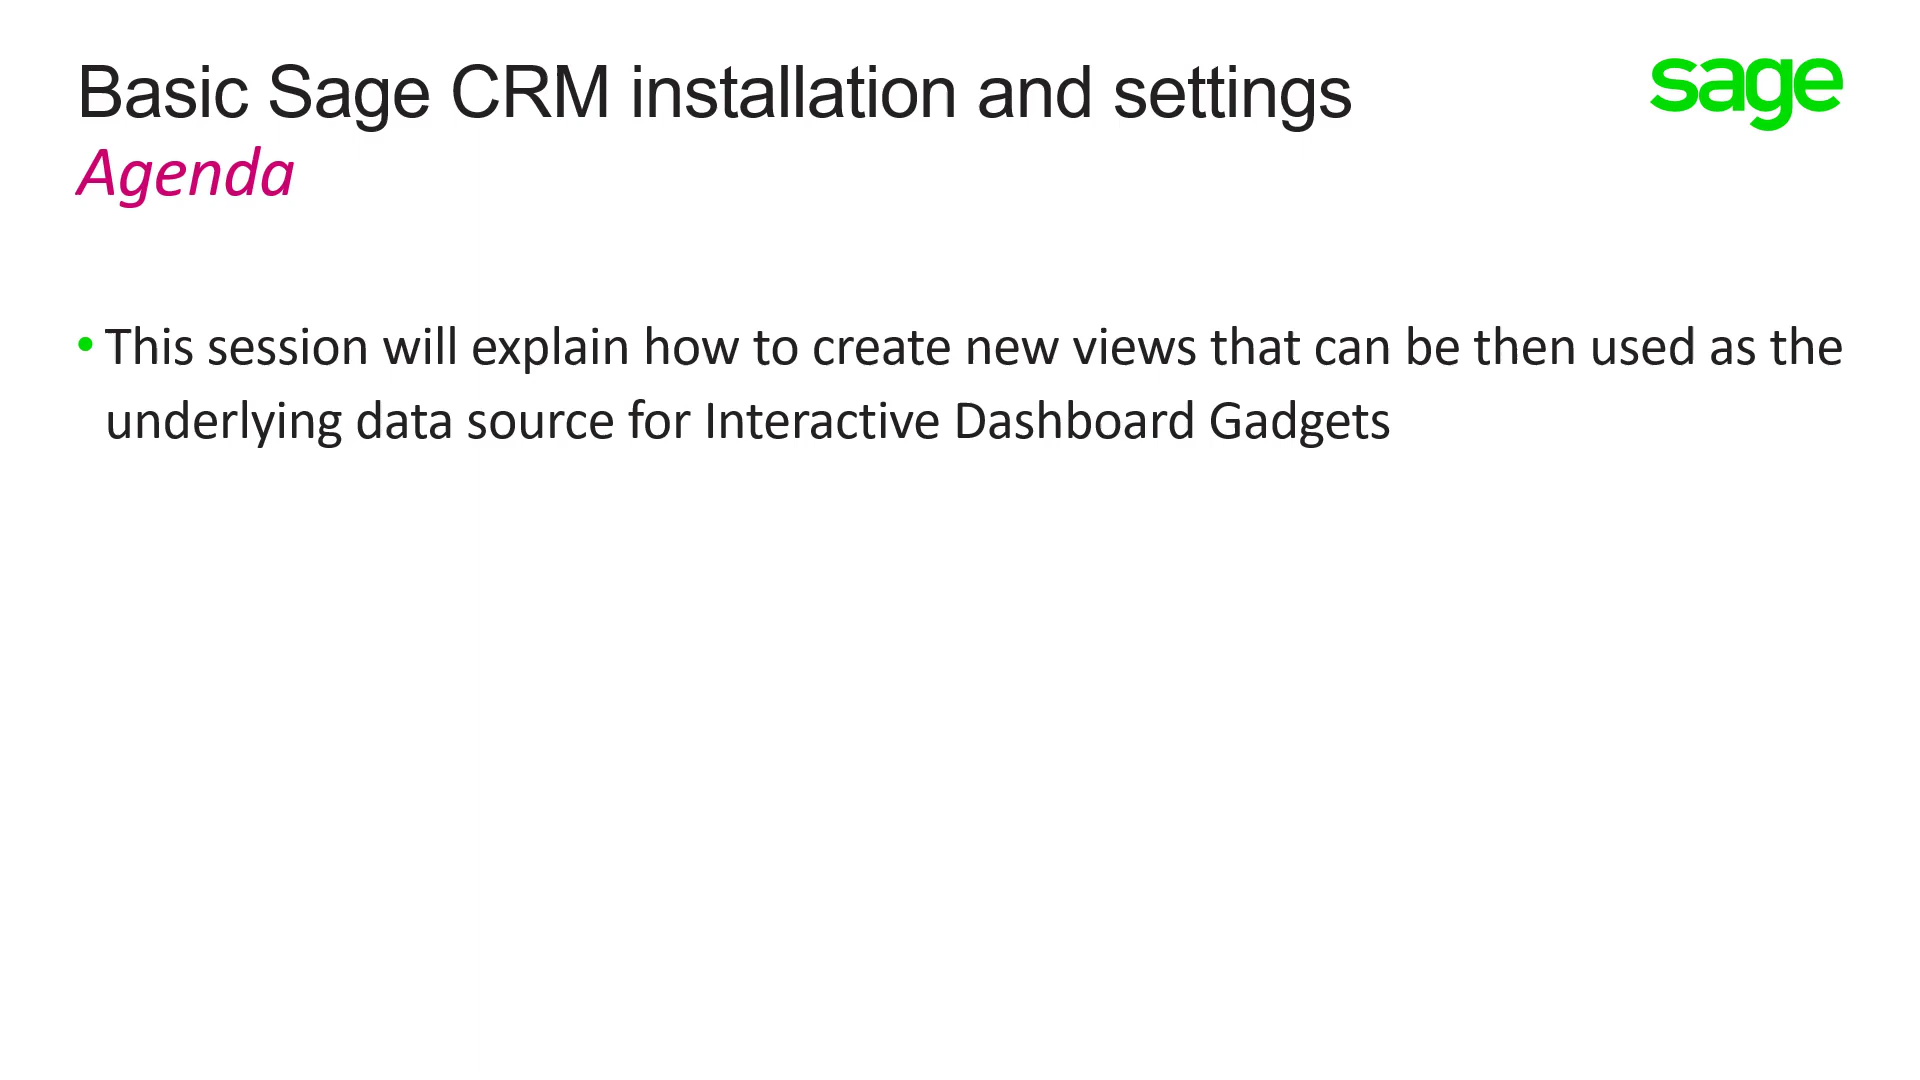 Basic Sage CRM installation and settings
sage
Agenda
• This session will explain how to create new views that can be then used as the
underlying data source for Interactive Dashboard Gadgets